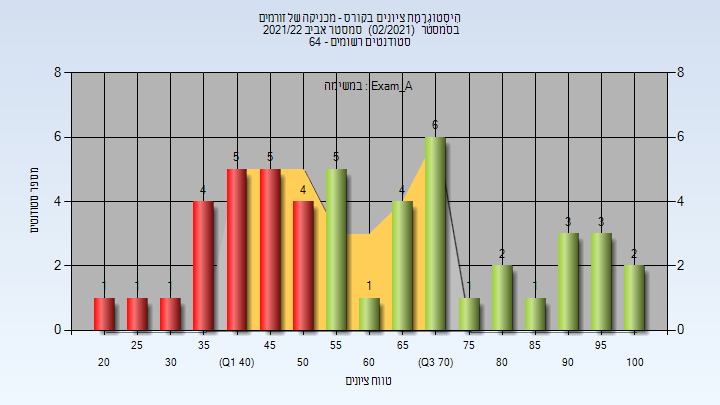 היסטוגרמת ציונים בקורס - מכניקה של זורמים
בסמסטר (02/2021) סמסטר אביב 2021/22
סטודנטים רשומים - 64
במשימה : Exam_A
מספר סטודנטים
8 8
6 6
4 4
2 2
0 0
1 1 1 4 5 5 4 5 1 4 6 1 2 1 3 3 2
25 35 45 55 65 75 85 95
20 30 (Q1 40) 50 60 (Q3 70) 80 90 100
טווח ציונים